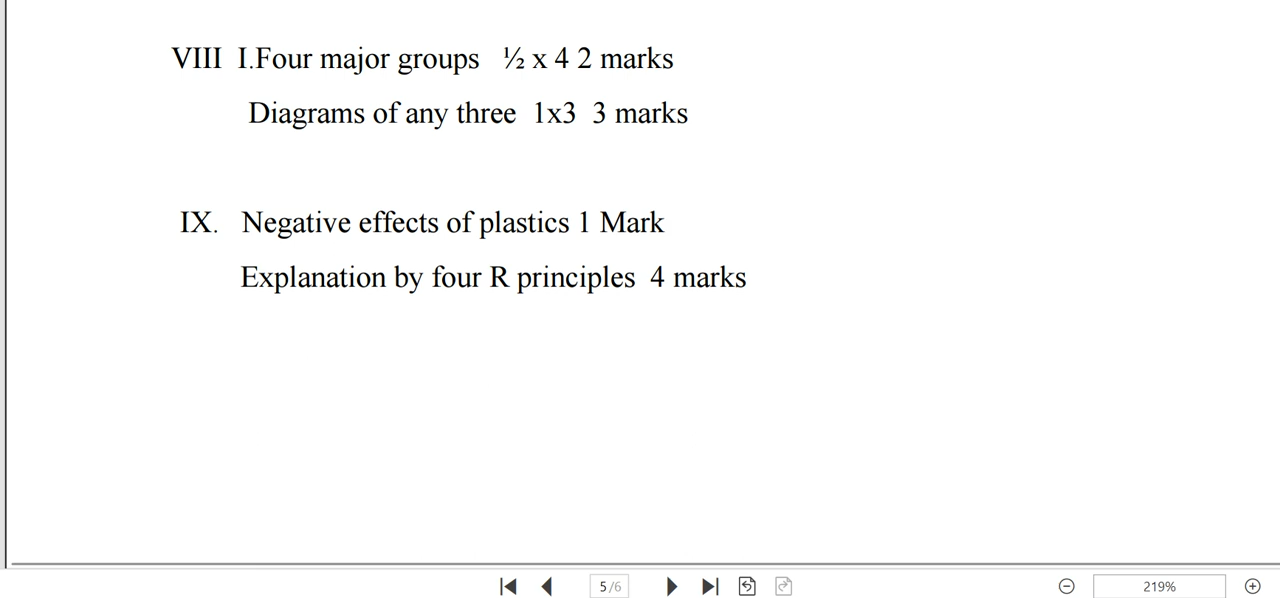 VIII I.Four major groups ½ x 4 2 marks
Diagrams of any three 1x3 3 marks
IX. Negative effects of plastics 1 Mark
Explanation by four R principles 4 marks
5 /6
219%